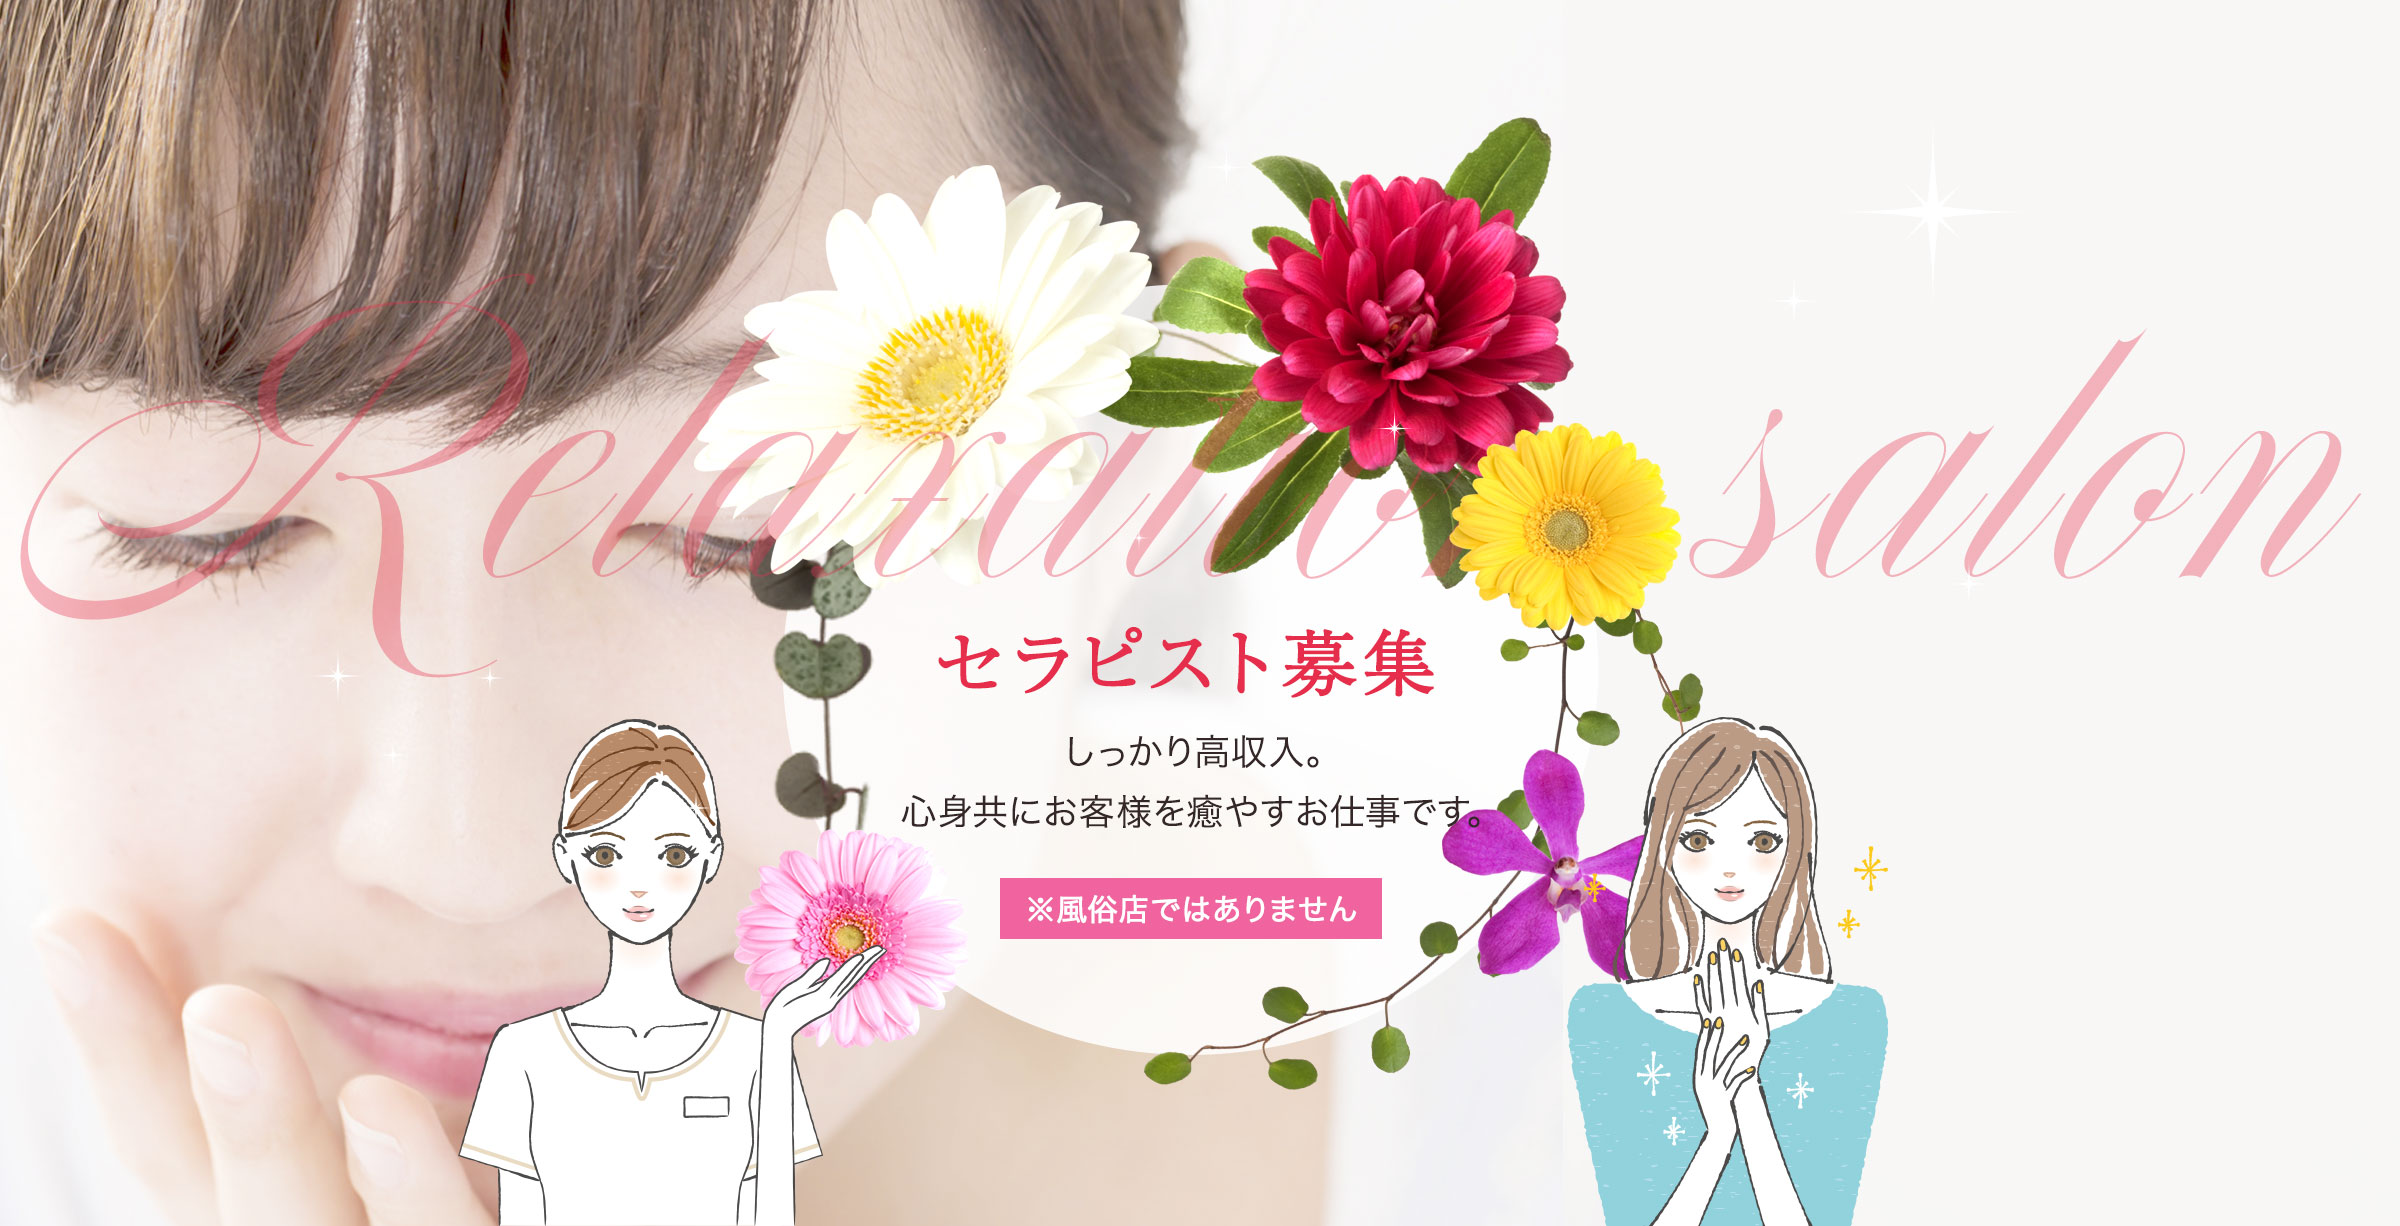 Relaxation salon
セラピスト募集
しっかり高収入。
心身共にお客様を癒やすお仕事です。
※風俗店ではありません